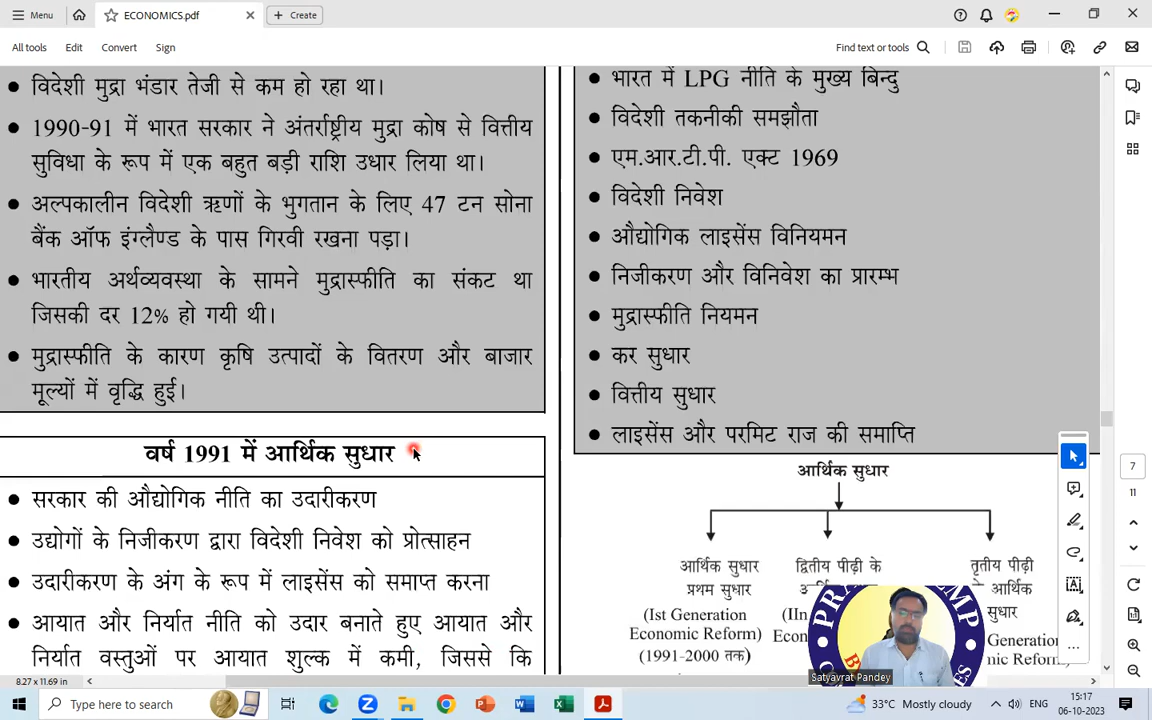 Menu
ECONOMICS.pdf
Create
All tools Edit Convert Sign
Find text or tools
विदेशी मुद्रा भंडार तेजी से कम हो रहा था।
1990-91 में भारत सरकार ने अंतर्राष्ट्रीय मुद्रा कोष से वित्तीय
सुविधा के रूप में एक बहुत बड़ी राशि उधार लिया था।
अल्पकालीन विदेशी ऋणों के भुगतान के लिए 47 टन सोना
बैंक ऑफ इंग्लैण्ड के पास गिरवी रखना पड़ा।
भारतीय अर्थव्यवस्था के सामने मुद्रास्फीति का संकट था
जिसकी दर 12% हो गयी थी।
मुद्रास्फीति के कारण कृषि उत्पादों के वितरण और बाजार
मूल्यों में वृद्धि हुई।
वर्ष 1991 में आर्थिक सुधार
सरकार की औद्योगिक नीति का उदारीकरण
उद्योगों के निजीकरण द्वारा विदेशी निवेश को प्रोत्साहन
उदारीकरण के अंग के रूप में लाइसेंस को समाप्त करना
आयात और निर्यात नीति को उदार बनाते हुए आयात और
निर्यात वस्तुओं पर आयात शुल्क में कमी, जिससे कि
भारत में LPG नीति के मुख्य बिन्दु
विदेशी तकनीकी समझौता
एम.आर.टी.पी. एक्ट 1969
विदेशी निवेश
औद्योगिक लाइसेंस विनियमन
निजीकरण और विनिवेश का प्रारम्भ
मुद्रास्फीति नियमन
कर सुधार
वित्तीय सुधार
लाइसेंस और परमिट राज की समाप्ति
आर्थिक सुधार
आर्थिक सुधार
प्रथम सुधार
(Ist Generation
Economic Reform)
(1991-2000 तक)
द्वितीय पीढ़ी के
(IIn
Econ
तृतीय पीढ़ी
के आर्थिक
सुधार
Generation
mic Reform)
Satyavrat Pandey
7
11
8.27 x 11.69 in
Type here to search
33°C Mostly cloudy
ENG
15:17
06-10-2023